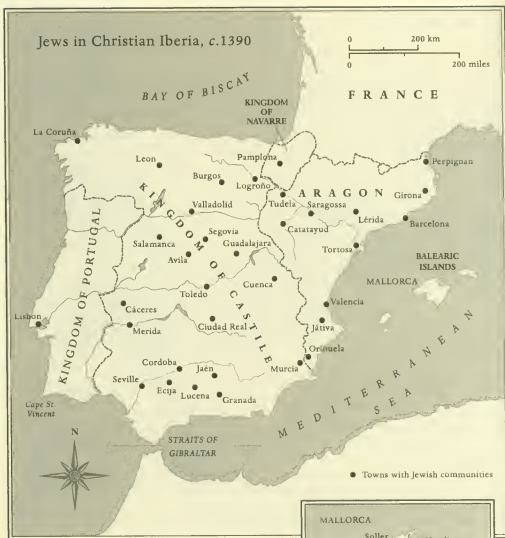 Jews in Christian Iberia, c.1390
0 200 km
0 200 miles
BAY OF BISCAY
FRANCE
KINGDOM
OF
NAVARRE
La Coruña
Leon
Pamplona
Perpignan
Burgos
Logroño
ARAGON
Girona
Tudela
Saragossa
Valladid
Lérida
Barcelona
Catatayud
KINGDOM OF CASTILE
Segovia
Salamanca
Guadalajara
Tortosa
Avila
BALEARIC
ISLANDS
KINGDOM OF PORTUGAL
Cuenca
MALLORCA
Toledo
Cáceres
Valencia
Lisbon
Merida
Ciudad Real
Játiva
Orihuela
Cordoba
Jaén
Murcia
Seville
Ecija
Lucena
Granada
MEDITERRANEAN
SEA
Cape St
Vincent
N
STRAITS OF
GIBRALTAR
Towns with Jewish communities
MALLORCA
Soller